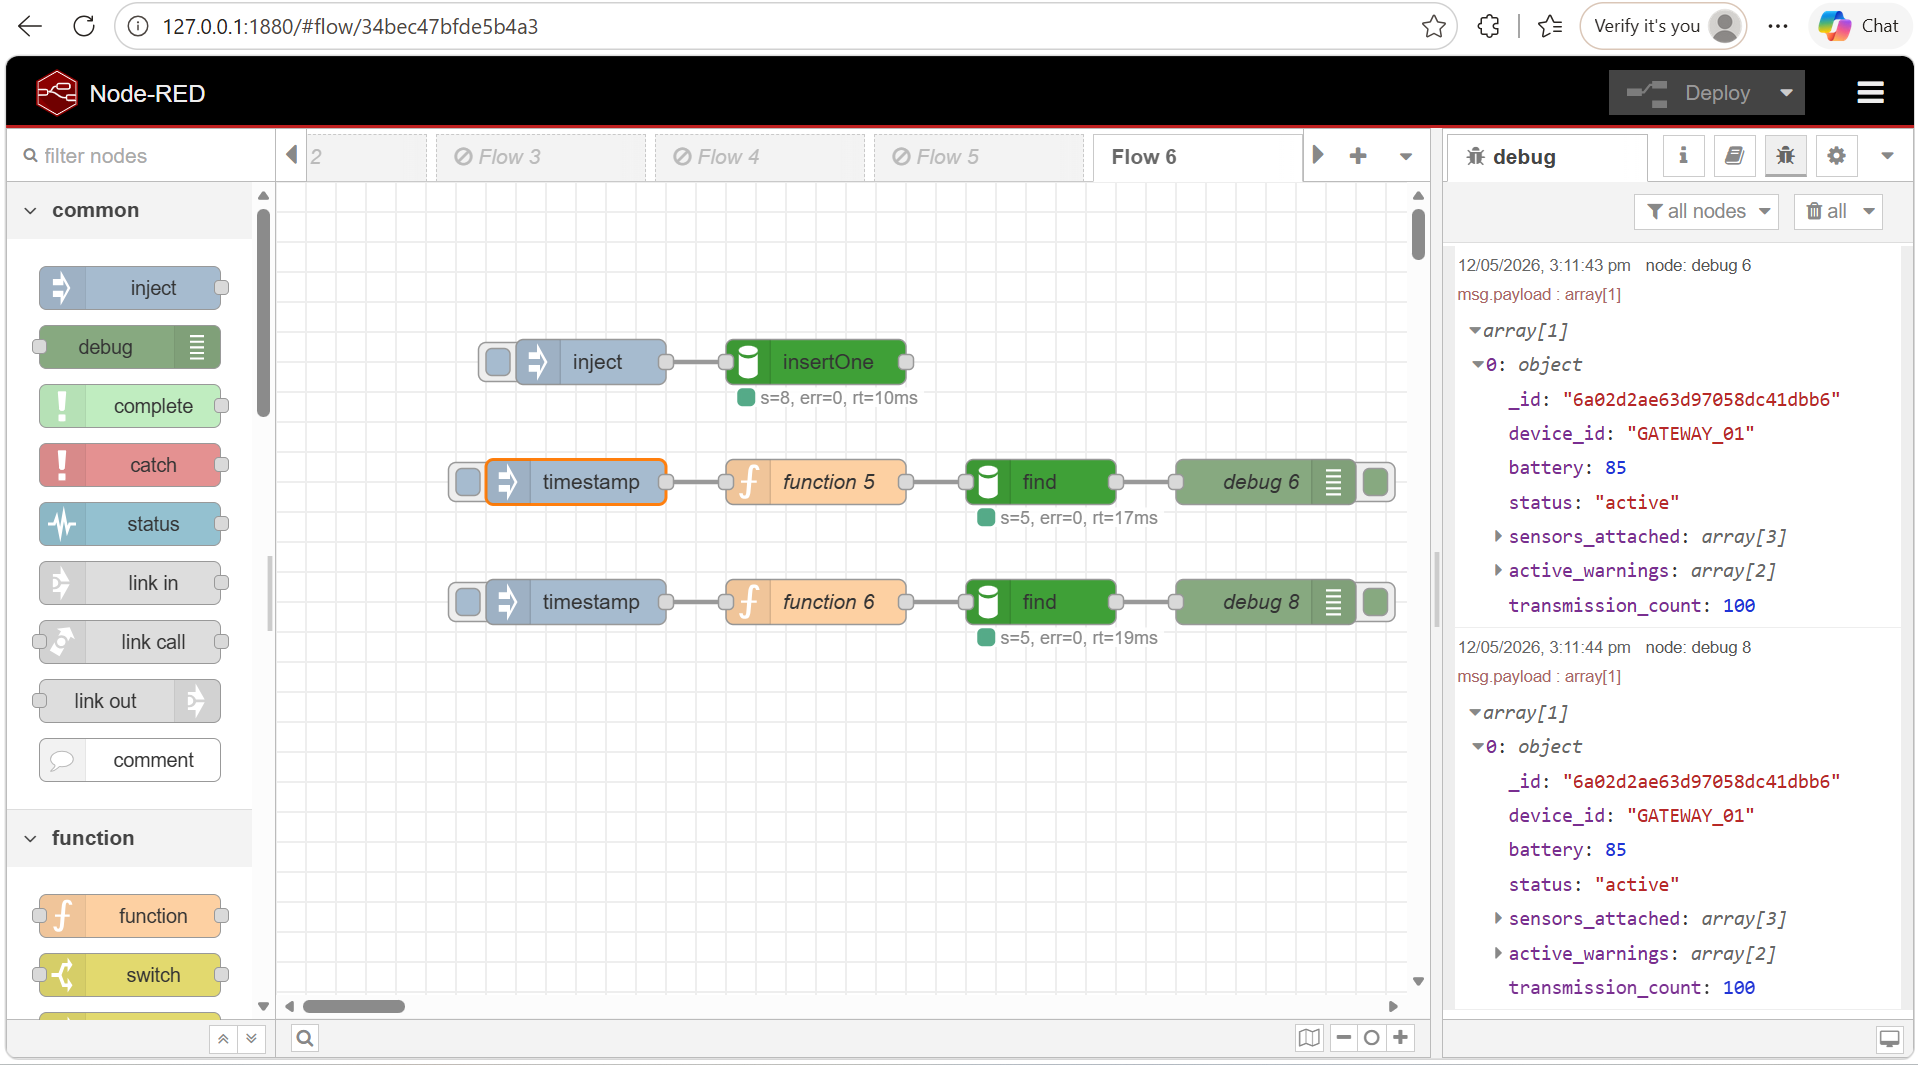 127.0.0.1:1880/#flow/34bec47bfde5b4a3
Verify it's you
Chat
Node-RED
Deploy
filter nodes
2
Flow 3
Flow 4
Flow 5
Flow 6
debug
i
all nodes
all
common
inject
debug
complete
catch
status
link in
link call
link out
comment
function
function
switch
inject
insertOne
s=8, err=0, rt=10ms
timestamp
function 5
find
debug 6
s=5, err=0, rt=17ms
timestamp
function 6
find
debug 8
s=5, err=0, rt=19ms
12/05/2026, 3:11:43 pm node: debug 6
msg.payload : array[1]
array[1]
0: object
_id: "6a02d2ae63d97058dc41dbb6"
device_id: "GATEWAY_01"
battery: 85
status: "active"
sensors_attached: array[3]
active_warnings: array[2]
transmission_count: 100
12/05/2026, 3:11:44 pm node: debug 8
msg.payload : array[1]
array[1]
0: object
_id: "6a02d2ae63d97058dc41dbb6"
device_id: "GATEWAY_01"
battery: 85
status: "active"
sensors_attached: array[3]
active_warnings: array[2]
transmission_count: 100